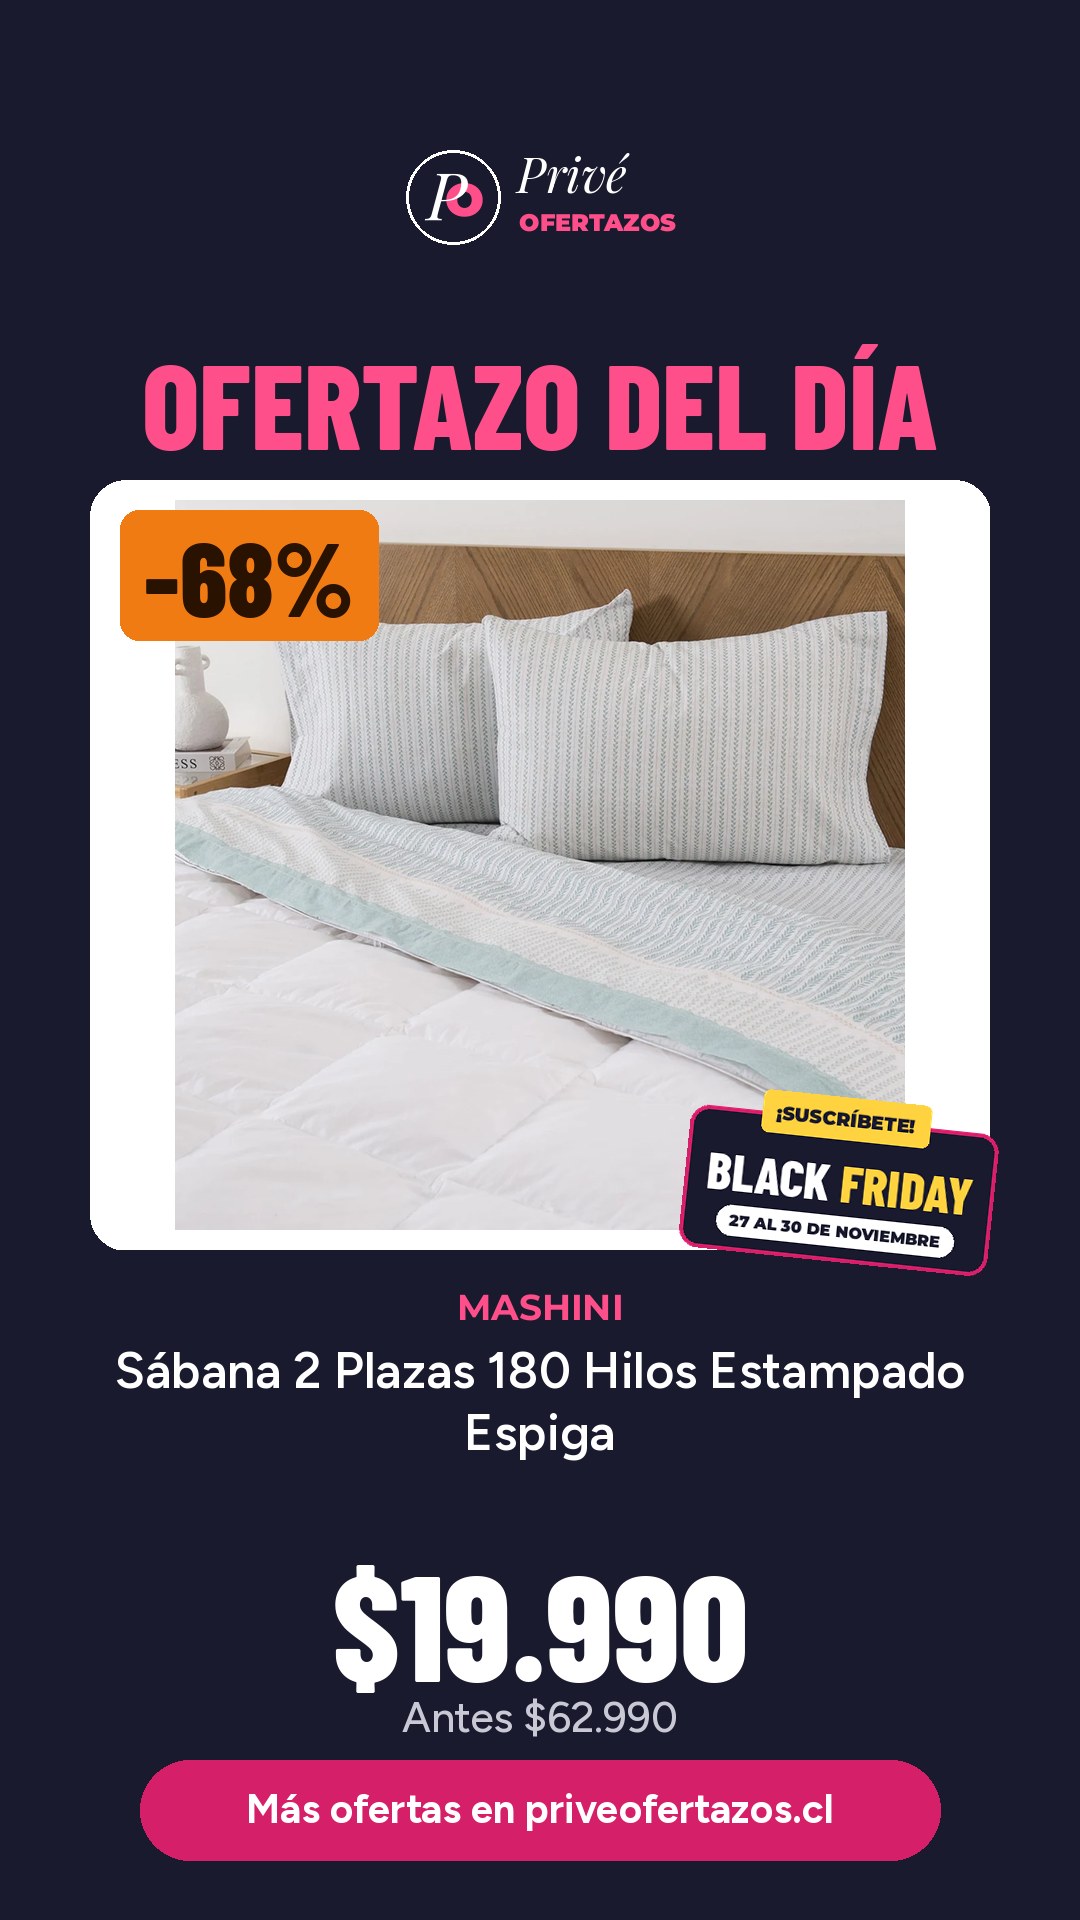 Privé
OFERTAZOS
OFERTAZO DEL DÍA
-68%
ESS
¡SUSCRÍBETE!
BLACK FRIDAY
27 AL 30 DE NOVIEMBRE
MASHINI
Sábana 2 Plazas 180 Hilos Estampado
Espiga
$19.990
Antes $62.990
Más ofertas en priveofertazos.cl